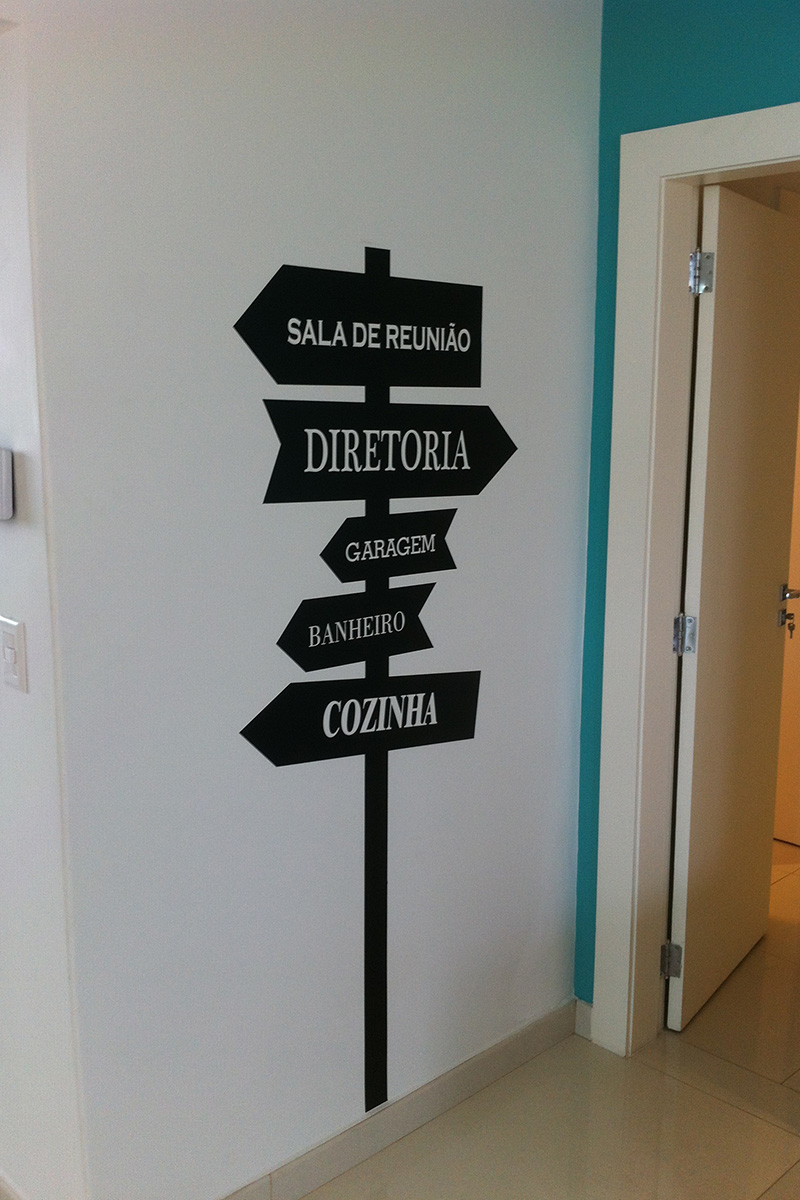 SALA DE REUNIÃO
DIRETORIA
GARAGEM
BANHEIRO
COZINHA